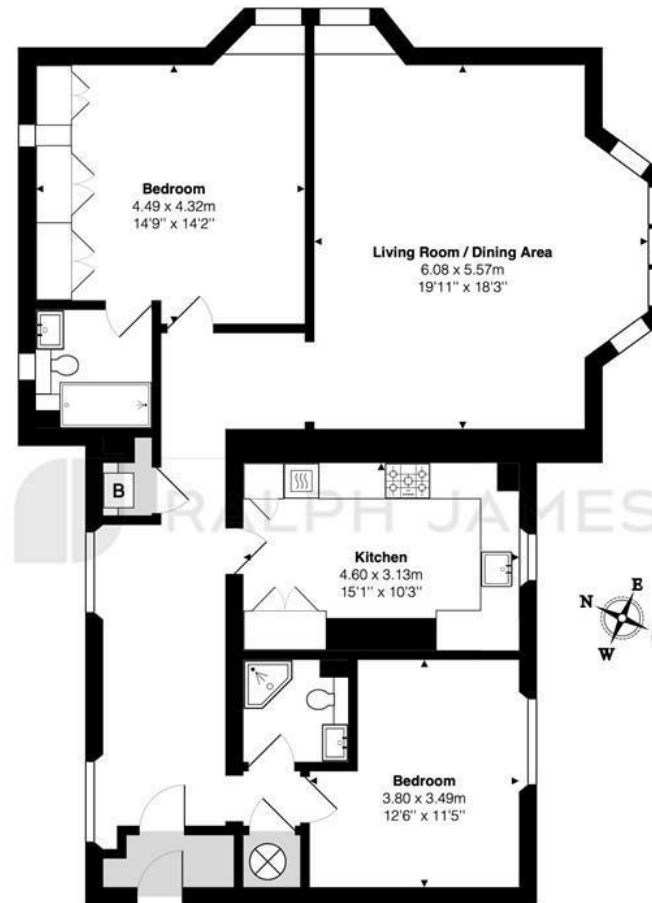 Bedroom
4.49 x 4.32m
14'9'' x 14'2''
Living Room / Dining Area
6.08 x 5.57m
19'11'' x 18'3''
B
RALPH JAMES
Kitchen
4.60 x 3.13m
15'1'' x 10'3''
N
E
W
Bedroom
3.80 x 3.49m
12'6'' x 11'5''